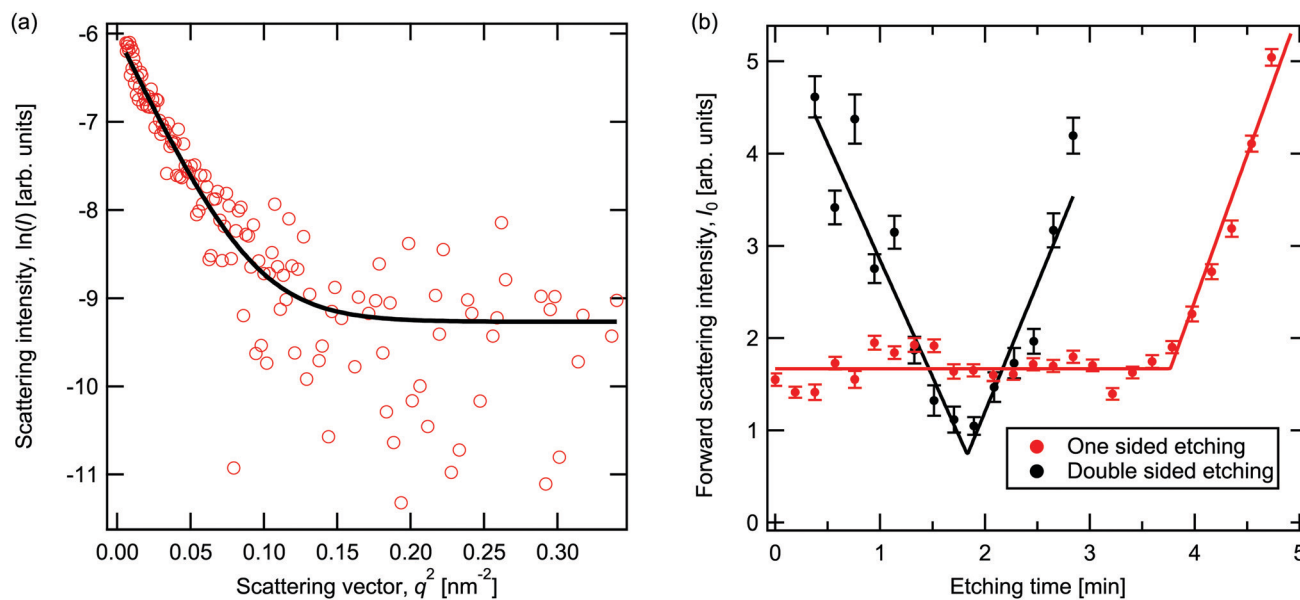 (a)
Scattering intensity, ln(I) [arb. units]
-6
-7
-8
-9
-10
-11
0.00 0.05 0.10 0.15 0.20 0.25 0.30
Scattering vector, q² [nm⁻²]
(b)
Forward scattering intensity, I₀ [arb. units]
5
4
3
2
1
0
One sided etching
Double sided etching
0 1 2 3 4 5
Etching time [min]